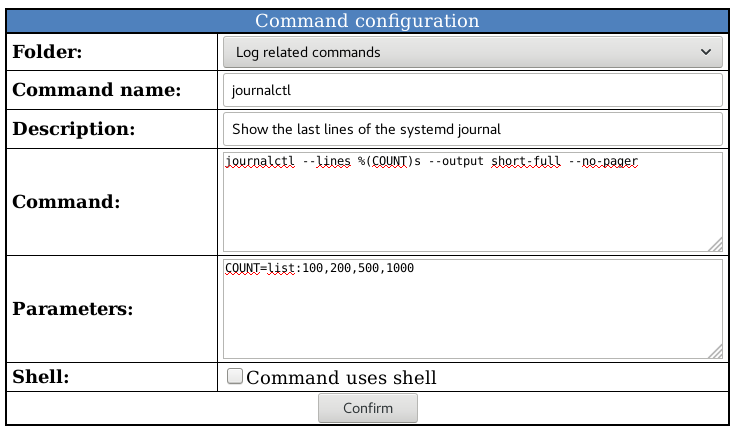 Command configuration
Folder: Log related commands
Command name: journalctl
Description: Show the last lines of the systemd journal
Command: journalctl --lines %(COUNT)s --output short-full --no-pager
Parameters: COUNT=list:100,200,500,1000
Shell: Command uses shell
Confirm